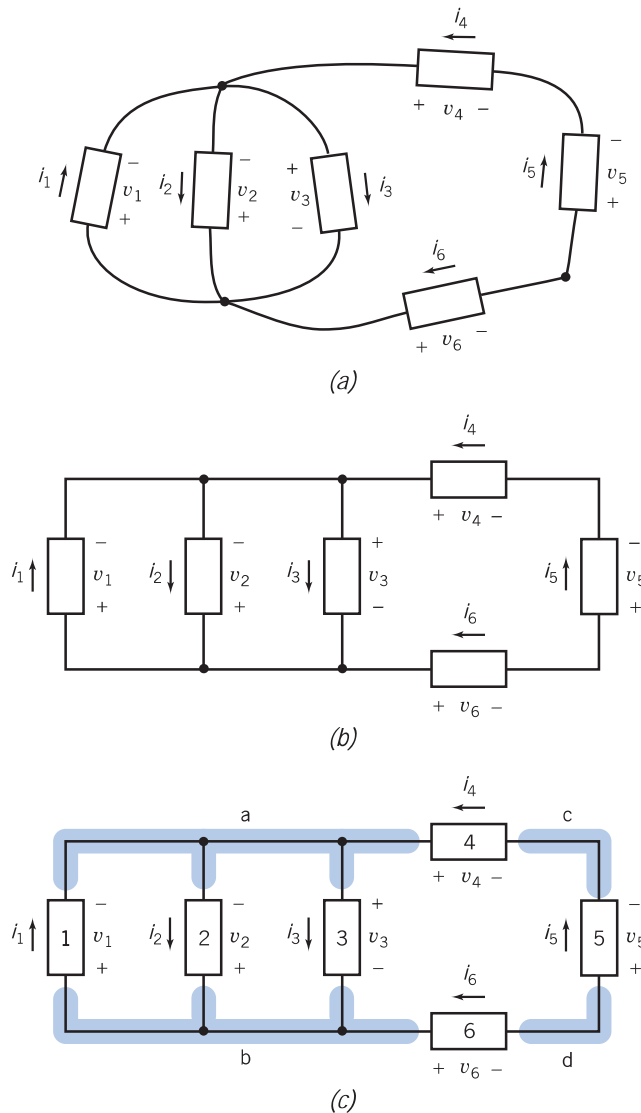 i4
+ v4 −
i1 − v1 + i2 − v2 + + v3 − i3 i5 − v5 +
i6
+ v6 −
(a)
i4
+ v4 −
i1 − v1 + i2 − v2 + i3 + v3 − i5 − v5 +
i6
+ v6 −
(b)
i4
a 4 c
+ v4 −
i1 1 − v1 + i2 2 − v2 + i3 3 + v3 − i5 5 − v5 +
i6
b 6 d
+ v6 −
(c)